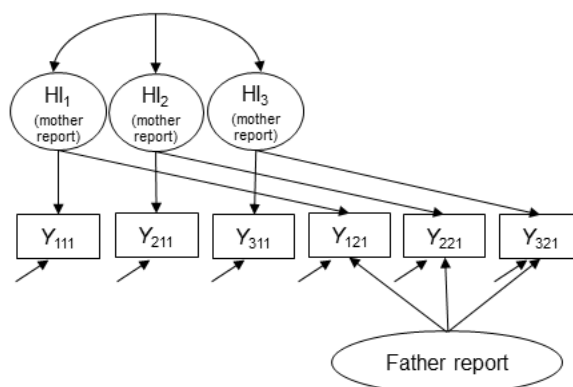 HI₁ HI₂ HI₃
(mother (mother (mother
report) report) report)
Y₁₁₁ Y₂₁₁ Y₃₁₁ Y₁₂₁ Y₂₂₁ Y₃₂₁
Father report